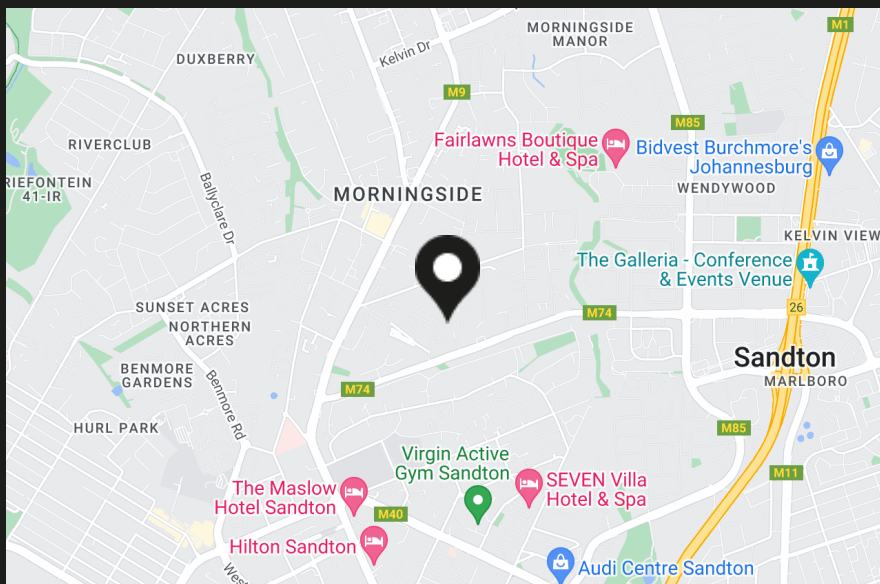 MORNINGSIDE
MANOR
M1
DUXBERRY
Kelvin Dr
M9
M85
RIVERCLUB
Fairlawns Boutique
Hotel & Spa
Bidvest Burchmore's
Johannesburg
RIEFONTEIN
41-IR
Ballyclare Dr
MORNINGSIDE
WENDYWOOD
KELVIN VIEW
The Galleria - Conference
& Events Venue
SUNSET ACRES
NORTHERN
ACRES
M74
26
Sandton
MARLBORO
BENMORE
GARDENS
Benmore Rd
M74
HURL PARK
M85
Virgin Active
Gym Sandton
M11
The Maslow
Hotel Sandton
SEVEN Villa
Hotel & Spa
M40
Hilton Sandton
Audi Centre Sandton